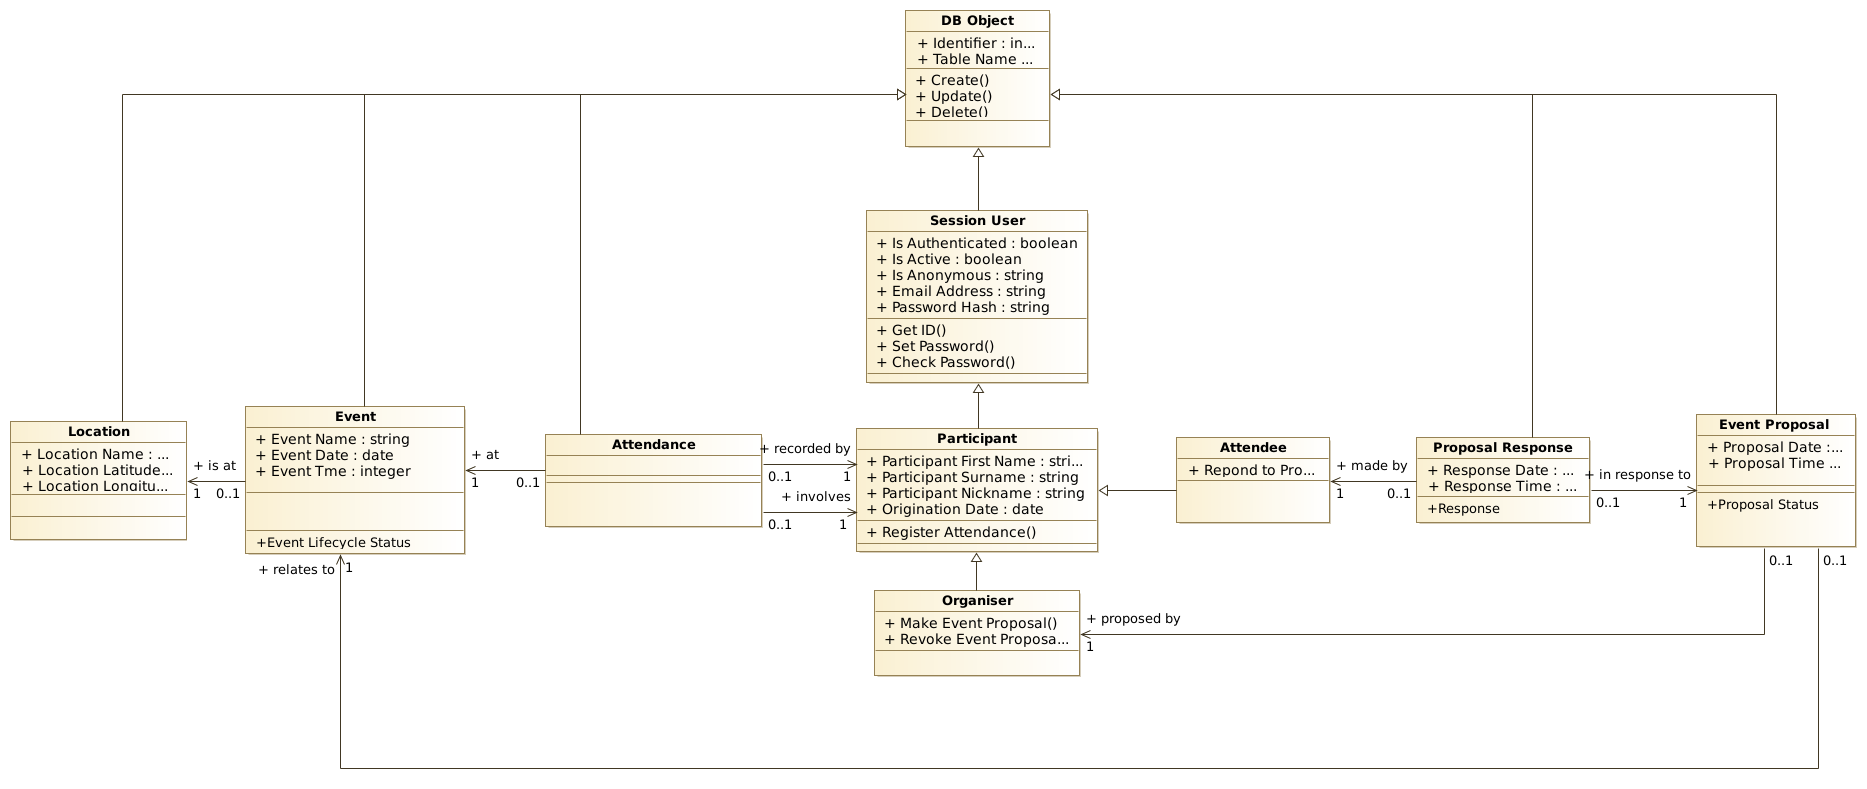 DB Object
+ Identifier : in...
+ Table Name ...
+ Create()
+ Update()
+ Delete()
Session User
+ Is Authenticated : boolean
+ Is Active : boolean
+ Is Anonymous : string
+ Email Address : string
+ Password Hash : string
+ Get ID()
+ Set Password()
+ Check Password()
Location
+ Location Name : ...
+ Location Latitude...
+ Location Longitu...
+ is at
1
0..1
Event
+ Event Name : string
+ Event Date : date
+ Event Tme : integer
+Event Lifecycle Status
+ at
1
0..1
Attendance
+ recorded by
0..1
1
+ involves
0..1
1
Participant
+ Participant First Name : stri...
+ Participant Surname : string
+ Participant Nickname : string
+ Origination Date : date
+ Register Attendance()
Attendee
+ Repond to Pro...
+ made by
1
0..1
Proposal Response
+ Response Date : ...
+ Response Time : ...
+Response
+ in response to
0..1
1
Event Proposal
+ Proposal Date :...
+ Proposal Time ...
+Proposal Status
0..1
0..1
+ relates to
1
Organiser
+ Make Event Proposal()
+ Revoke Event Proposa...
+ proposed by
1